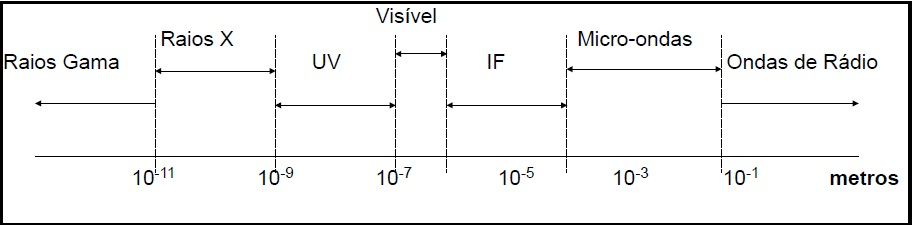 Visível
Raios X
Micro-ondas
Raios Gama
UV
IF
Ondas de Rádio
10-11
10-9
10-7
10-5
10-3
10-1
metros